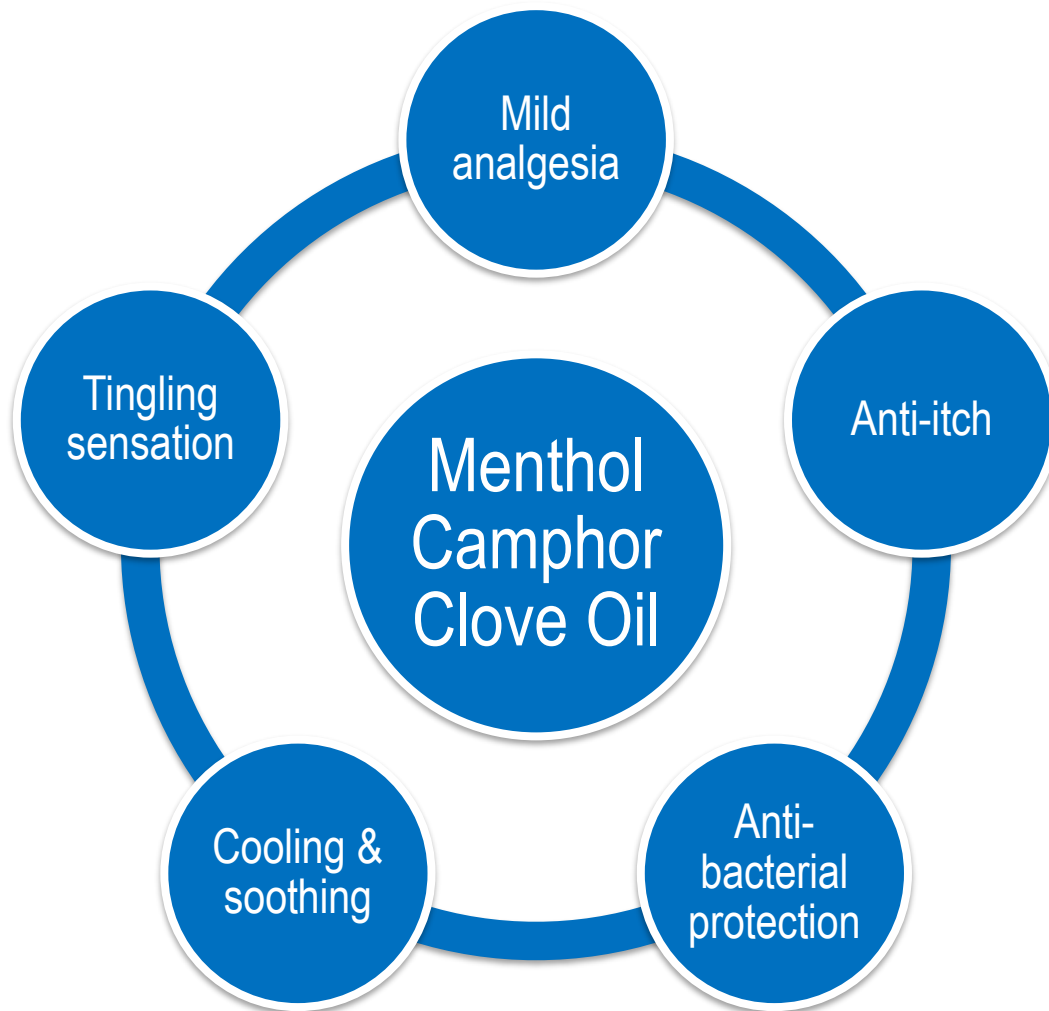 Mild
analgesia
Anti-itch
Anti-
bacterial
protection
Cooling &
soothing
Tingling
sensation
Menthol
Camphor
Clove Oil